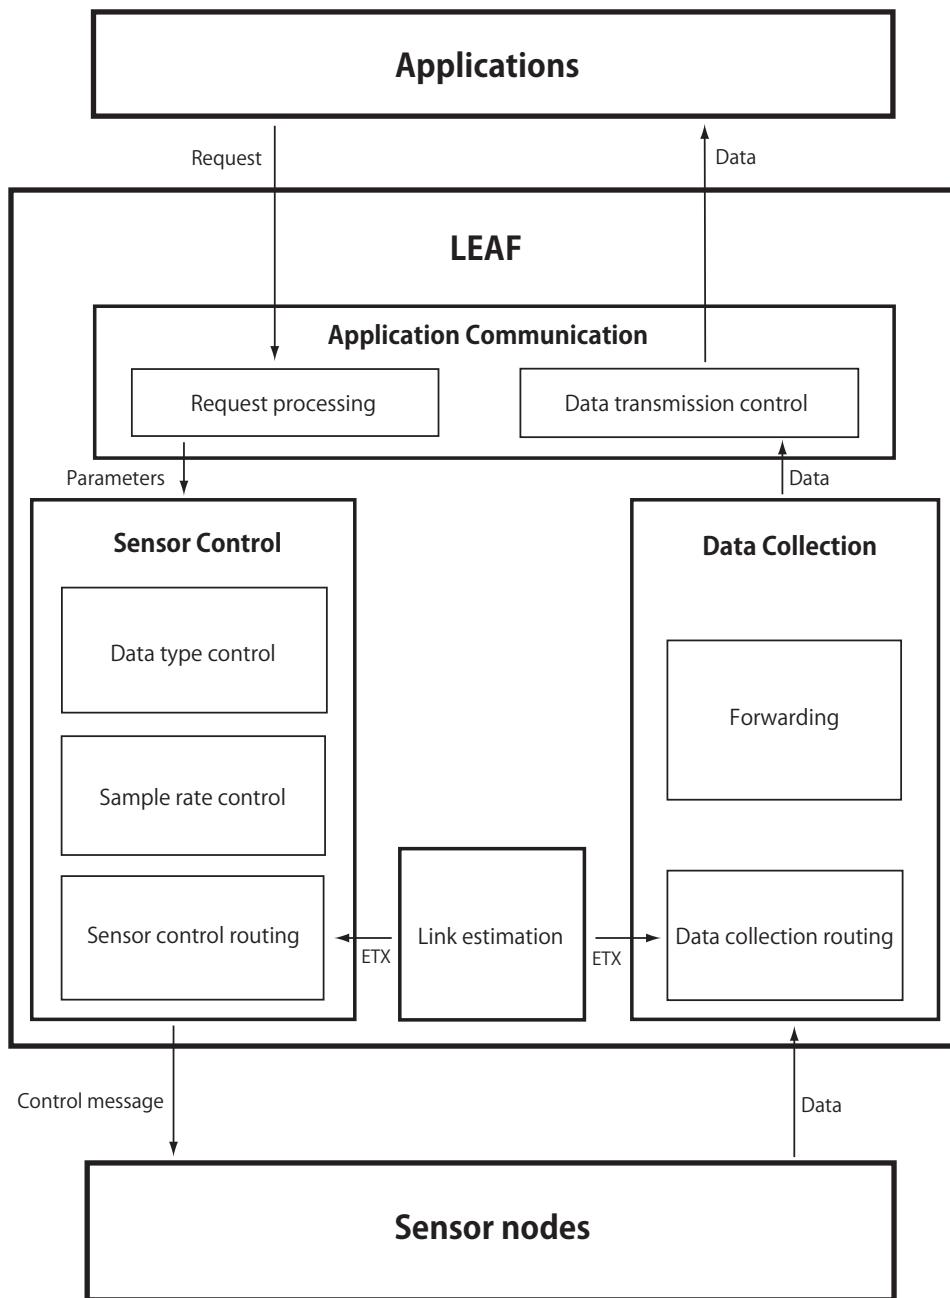 Applications
Request
Data
LEAF
Application Communication
Request processing
Data transmission control
Parameters
Data
Sensor Control
Data Collection
Data type control
Forwarding
Sample rate control
Sensor control routing
ETX
Link estimation
ETX
Data collection routing
Control message
Data
Sensor nodes